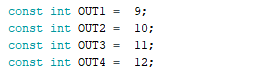 const int OUT1 =  9;
const int OUT2 =  10;
const int OUT3 =  11;
const int OUT4 =  12;